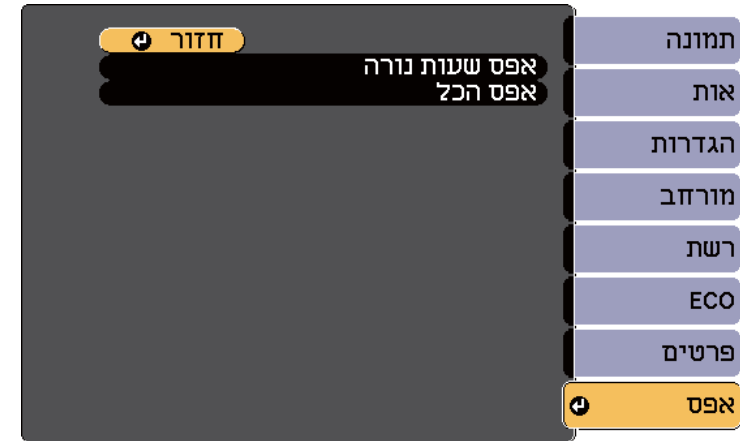 חזור
אפס שעות נורה
אפס הכל
תמונה
אות
הגדרות
מורחב
רשת
ECO
פרטים
אפס